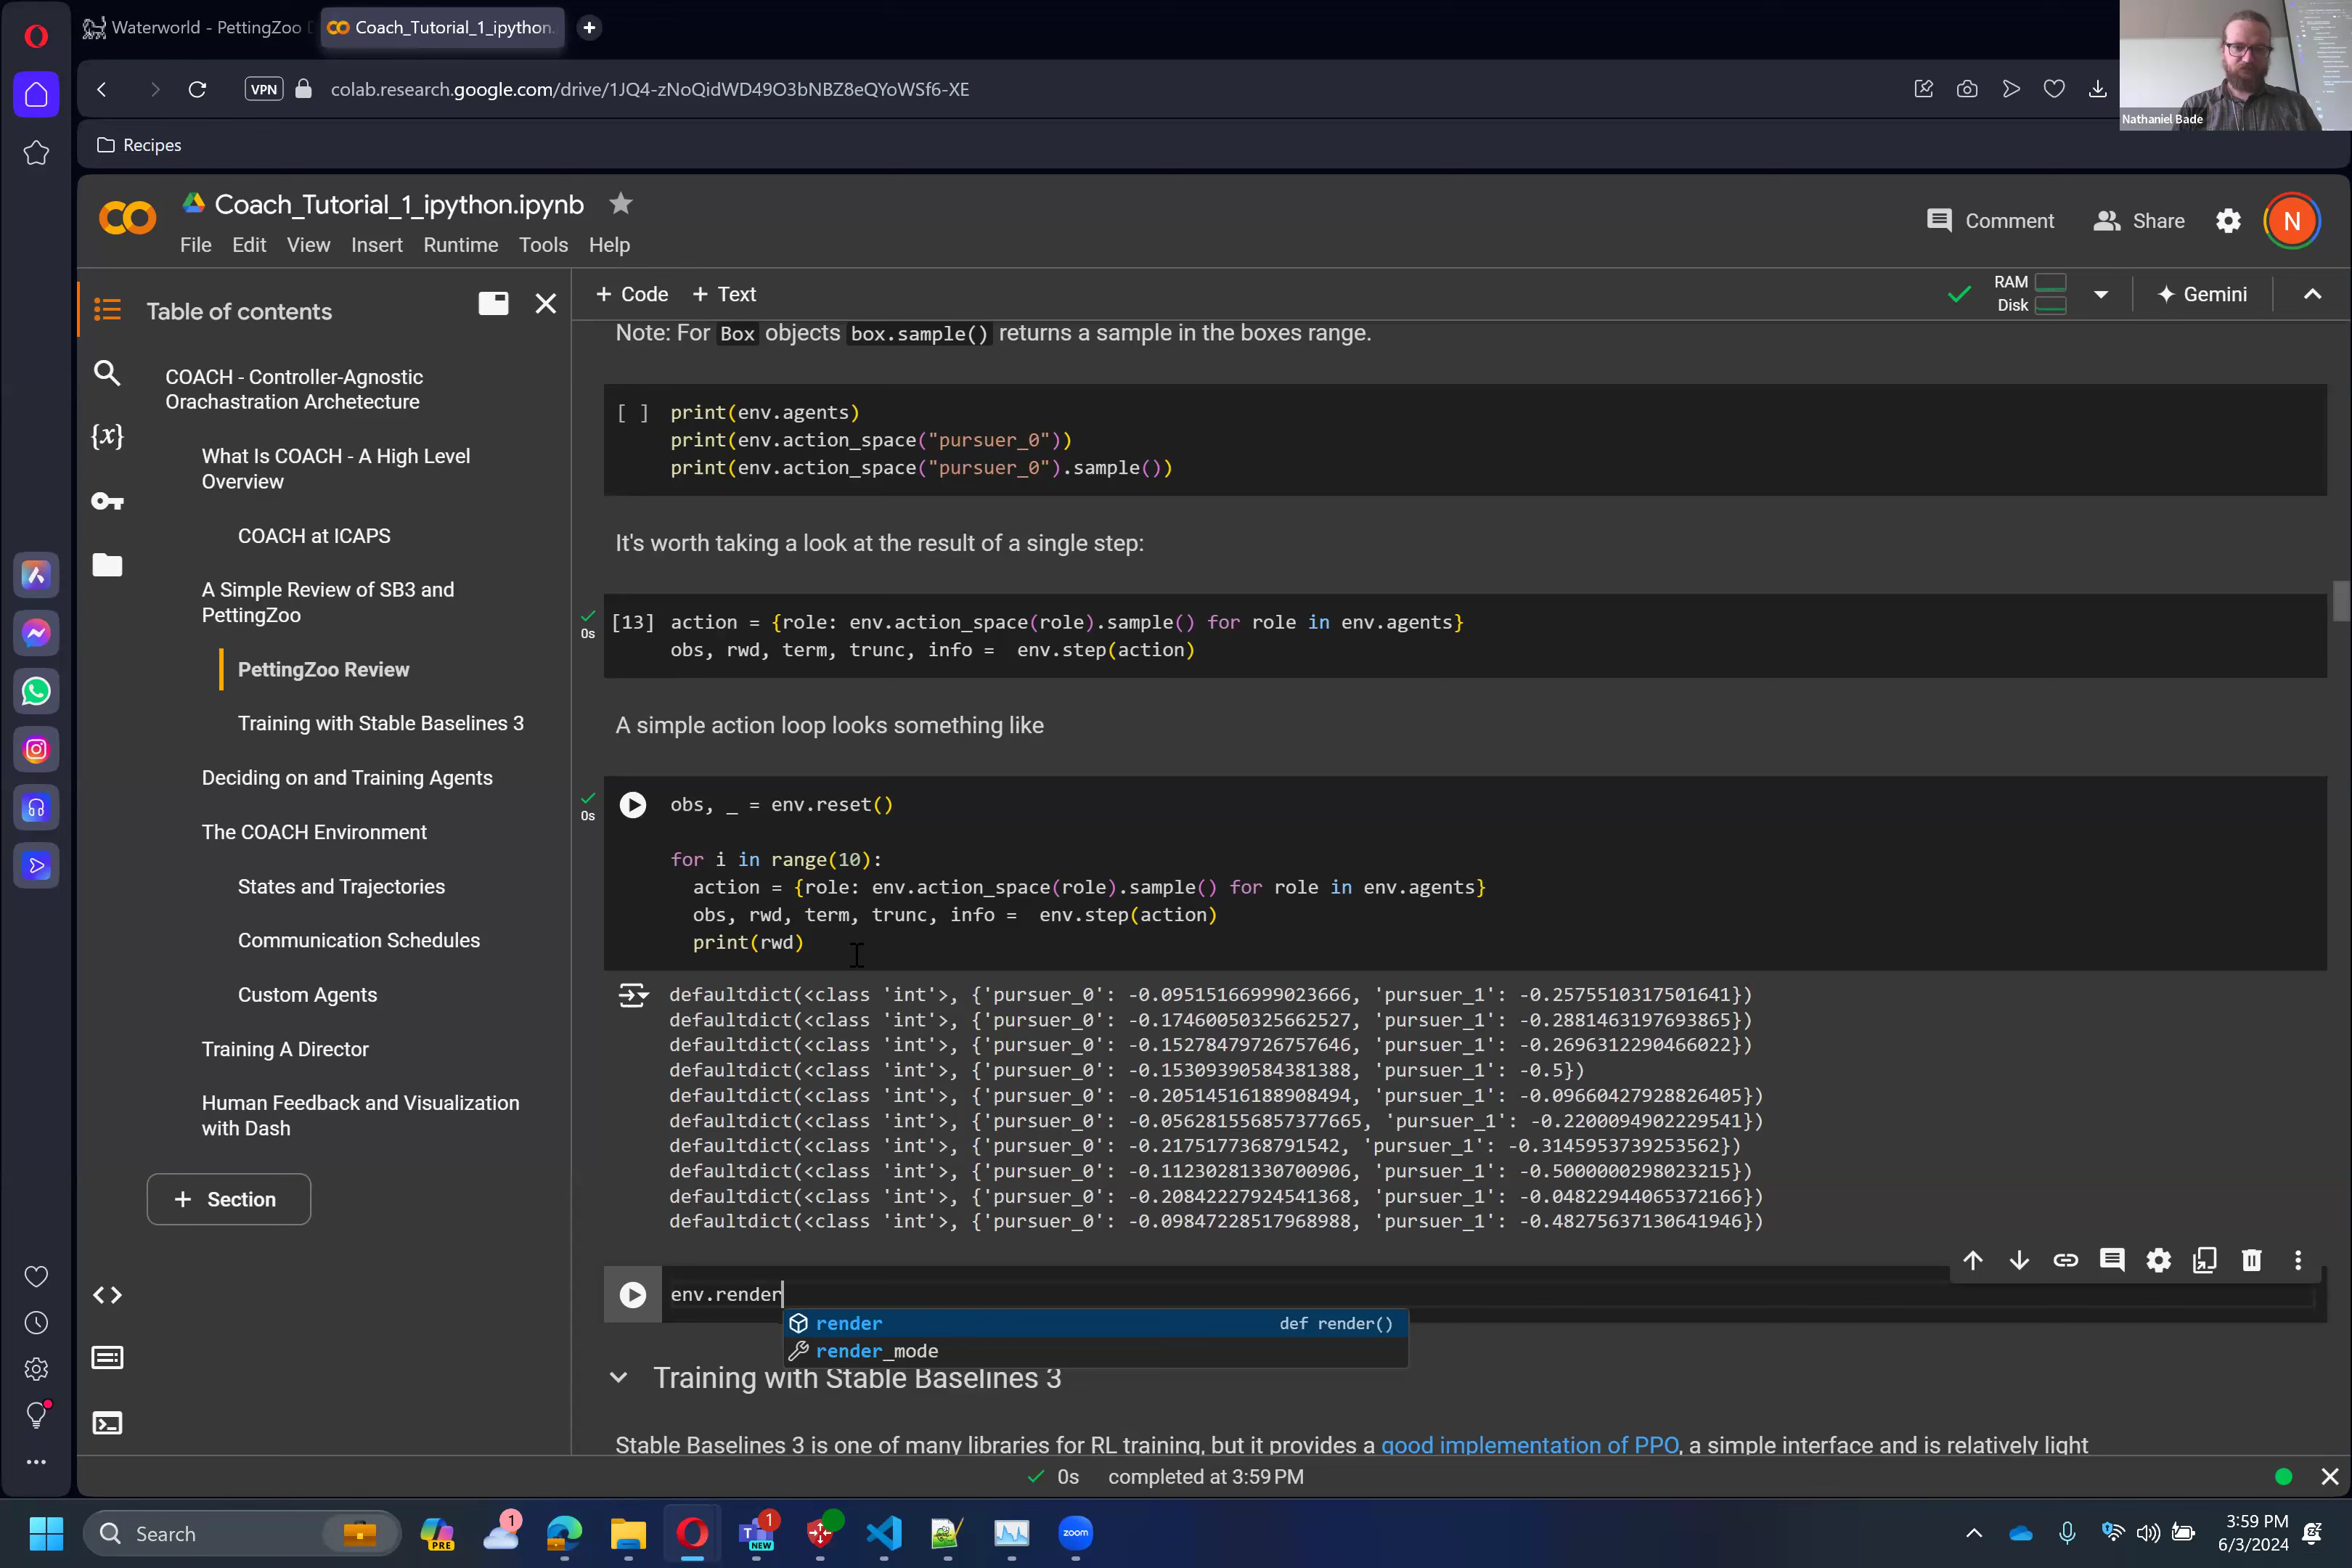 Waterworld - PettingZoo
Coach_Tutorial_1_ipython.
VPN
colab.research.google.com/drive/1JQ4-zNoQidWD49O3bNBZ8eQYoWSf6-XE
Nathaniel Bade
Recipes
CO
Coach_Tutorial_1_ipython.ipynb
File Edit View Insert Runtime Tools Help
Comment
Share
N
Table of contents
+ Code + Text
RAM
Disk
Gemini
COACH - Controller-Agnostic
Orachastration Archetecture
What Is COACH - A High Level
Overview
COACH at ICAPS
A Simple Review of SB3 and
PettingZoo
PettingZoo Review
Training with Stable Baselines 3
Deciding on and Training Agents
The COACH Environment
States and Trajectories
Communication Schedules
Custom Agents
Training A Director
Human Feedback and Visualization
with Dash
+ Section
Note: For Box objects box.sample() returns a sample in the boxes range.
[ ] print(env.agents)
print(env.action_space("pursuer_0"))
print(env.action_space("pursuer_0").sample())
It's worth taking a look at the result of a single step:
0s
[13] action = {role: env.action_space(role).sample() for role in env.agents}
obs, rwd, term, trunc, info =  env.step(action)
A simple action loop looks something like
0s
obs, _ = env.reset()
for i in range(10):
action = {role: env.action_space(role).sample() for role in env.agents}
obs, rwd, term, trunc, info =  env.step(action)
print(rwd)
defaultdict(<class 'int'>, {'pursuer_0': -0.09515166999023666, 'pursuer_1': -0.2575510317501641})
defaultdict(<class 'int'>, {'pursuer_0': -0.17460050325662527, 'pursuer_1': -0.2881463197693865})
defaultdict(<class 'int'>, {'pursuer_0': -0.15278479726757646, 'pursuer_1': -0.2696312290466022})
defaultdict(<class 'int'>, {'pursuer_0': -0.15309390584381388, 'pursuer_1': -0.5})
defaultdict(<class 'int'>, {'pursuer_0': -0.20514516188908494, 'pursuer_1': -0.09660427928826405})
defaultdict(<class 'int'>, {'pursuer_0': -0.056281556857377665, 'pursuer_1': -0.2200094902229541})
defaultdict(<class 'int'>, {'pursuer_0': -0.2175177368791542, 'pursuer_1': -0.3145953739253562})
defaultdict(<class 'int'>, {'pursuer_0': -0.11230281330700906, 'pursuer_1': -0.5000000298023215})
defaultdict(<class 'int'>, {'pursuer_0': -0.20842227924541368, 'pursuer_1': -0.04822944065372166})
defaultdict(<class 'int'>, {'pursuer_0': -0.09847228517968988, 'pursuer_1': -0.48275637130641946})
env.render
render def render()
render_mode
Training with Stable Baselines 3
Stable Baselines 3 is one of many libraries for RL training, but it provides a good implementation of PPO, a simple interface and is relatively light
0s completed at 3:59 PM
Search
PRE
1
1
NEW
zoom
3:59 PM
6/3/2024